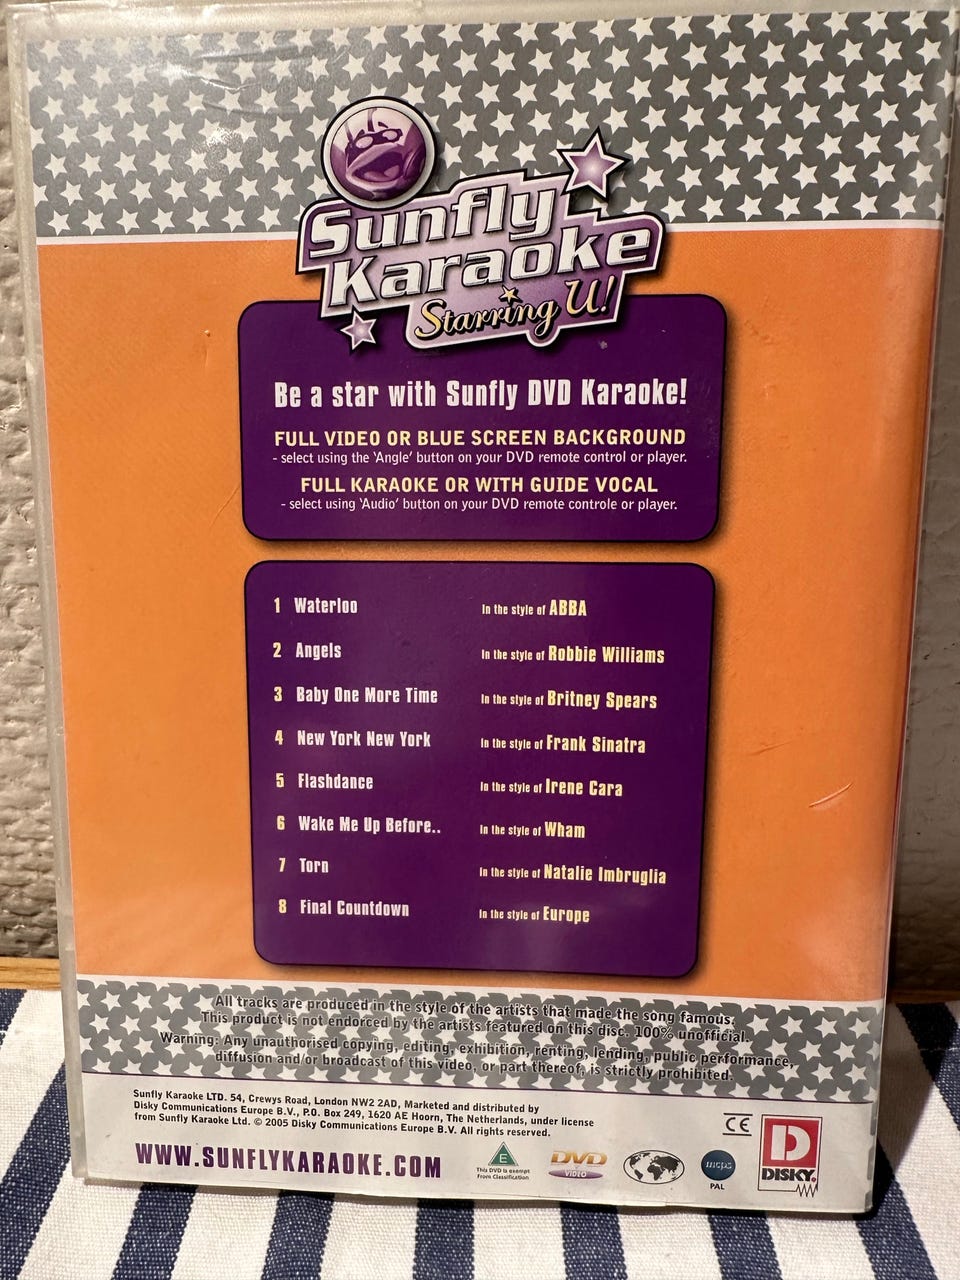 Sunfly
Karaoke
Starring U!
Be a star with Sunfly DVD Karaoke!
FULL VIDEO OR BLUE SCREEN BACKGROUND
- select using the 'Angle' button on your DVD remote control or player.
FULL KARAOKE OR WITH GUIDE VOCAL
- select using 'Audio' button on your DVD remote controle or player.
1 Waterloo In the style of ABBA
2 Angels In the style of Robbie Williams
3 Baby One More Time In the style of Britney Spears
4 New York New York In the style of Frank Sinatra
5 Flashdance In the style of Irene Cara
6 Wake Me Up Before.. In the style of Wham
7 Torn In the style of Natalie Imbruglia
8 Final Countdown In the style of Europe
All tracks are produced in the style of the artists that made the song famous.
This product is not endorced by the artists featured on this disc. 100% unofficial.
Warning: Any unauthorised copying, editing, exhibition, renting, lending, public performance,
diffusion and/or broadcast of this video, or part thereof, is strictly prohibited.
Sunfly Karaoke LTD. 54, Crewys Road, London NW2 2AD, Marketed and distributed by
Disky Communications Europe B.V., P.O. Box 249, 1620 AE Hoorn, The Netherlands, under license
from Sunfly Karaoke Ltd. © 2005 Disky Communications Europe B.V. All rights reserved.
WWW.SUNFLYKARAOKE.COM
E
This DVD is exempt
From Classification
DVD
VIDEO
mcps
PAL
CE
D
DISKY.